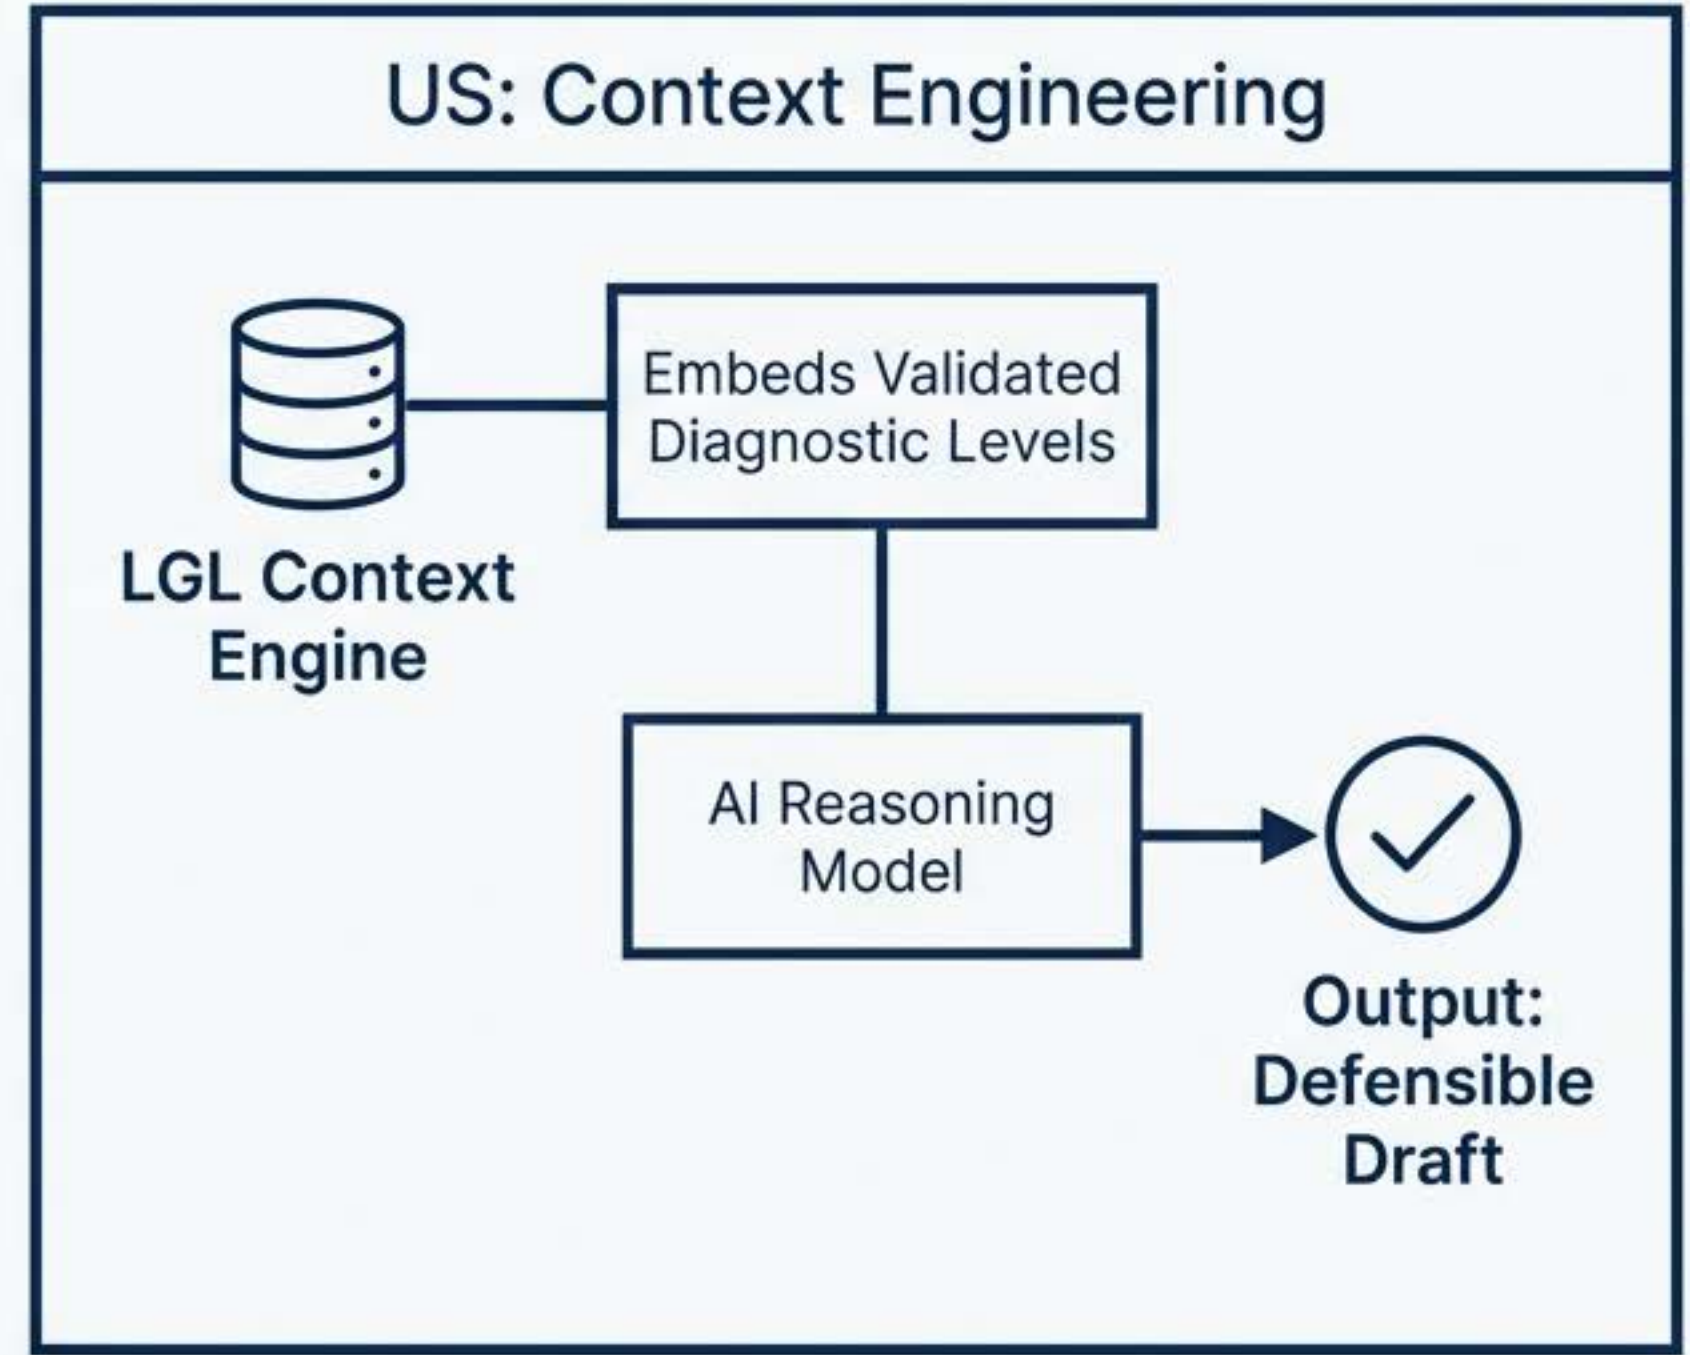 US: Context Engineering
Embeds Validated
Diagnostic Levels
LGL Context
Engine
AI Reasoning
Model
Output:
Defensible
Draft